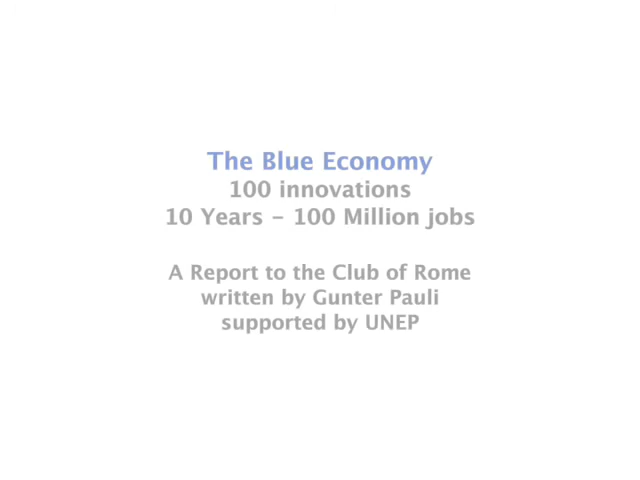 The Blue Economy
100 innovations
10 Years - 100 Million jobs
A Report to the Club of Rome
written by Gunter Pauli
supported by UNEP